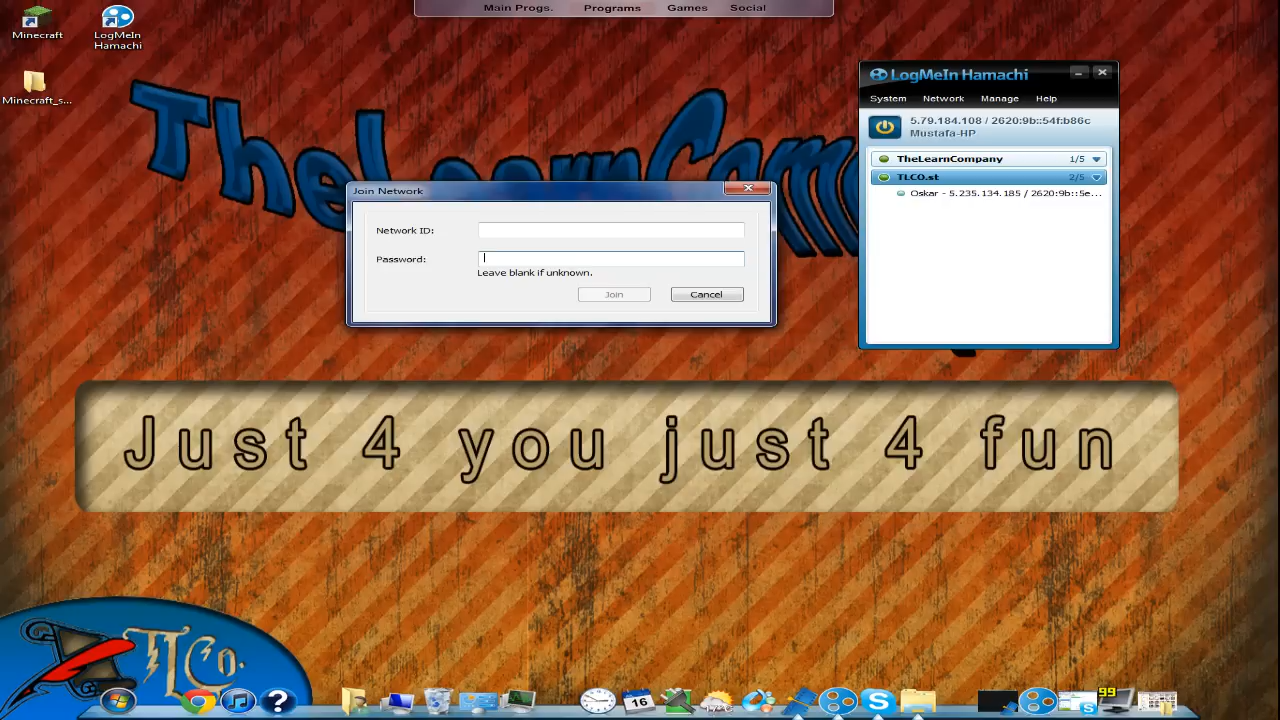 Main Progs. Programs Games Social
Minecraft
LogMeIn
Hamachi
Minecraft_s...
TheLearnCom
LogMeIn Hamachi
System Network Manage Help
5.79.184.108 / 2620:9b::54f:b86c
Mustafa-HP
TheLearnCompany 1/5
TLCO.st 2/5
Oskar - 5.235.134.185 / 2620:9b::5e...
Join Network
Network ID:
Password:
Leave blank if unknown.
Join Cancel
Just 4 you just 4 fun
TLCo.
16
17°C
99